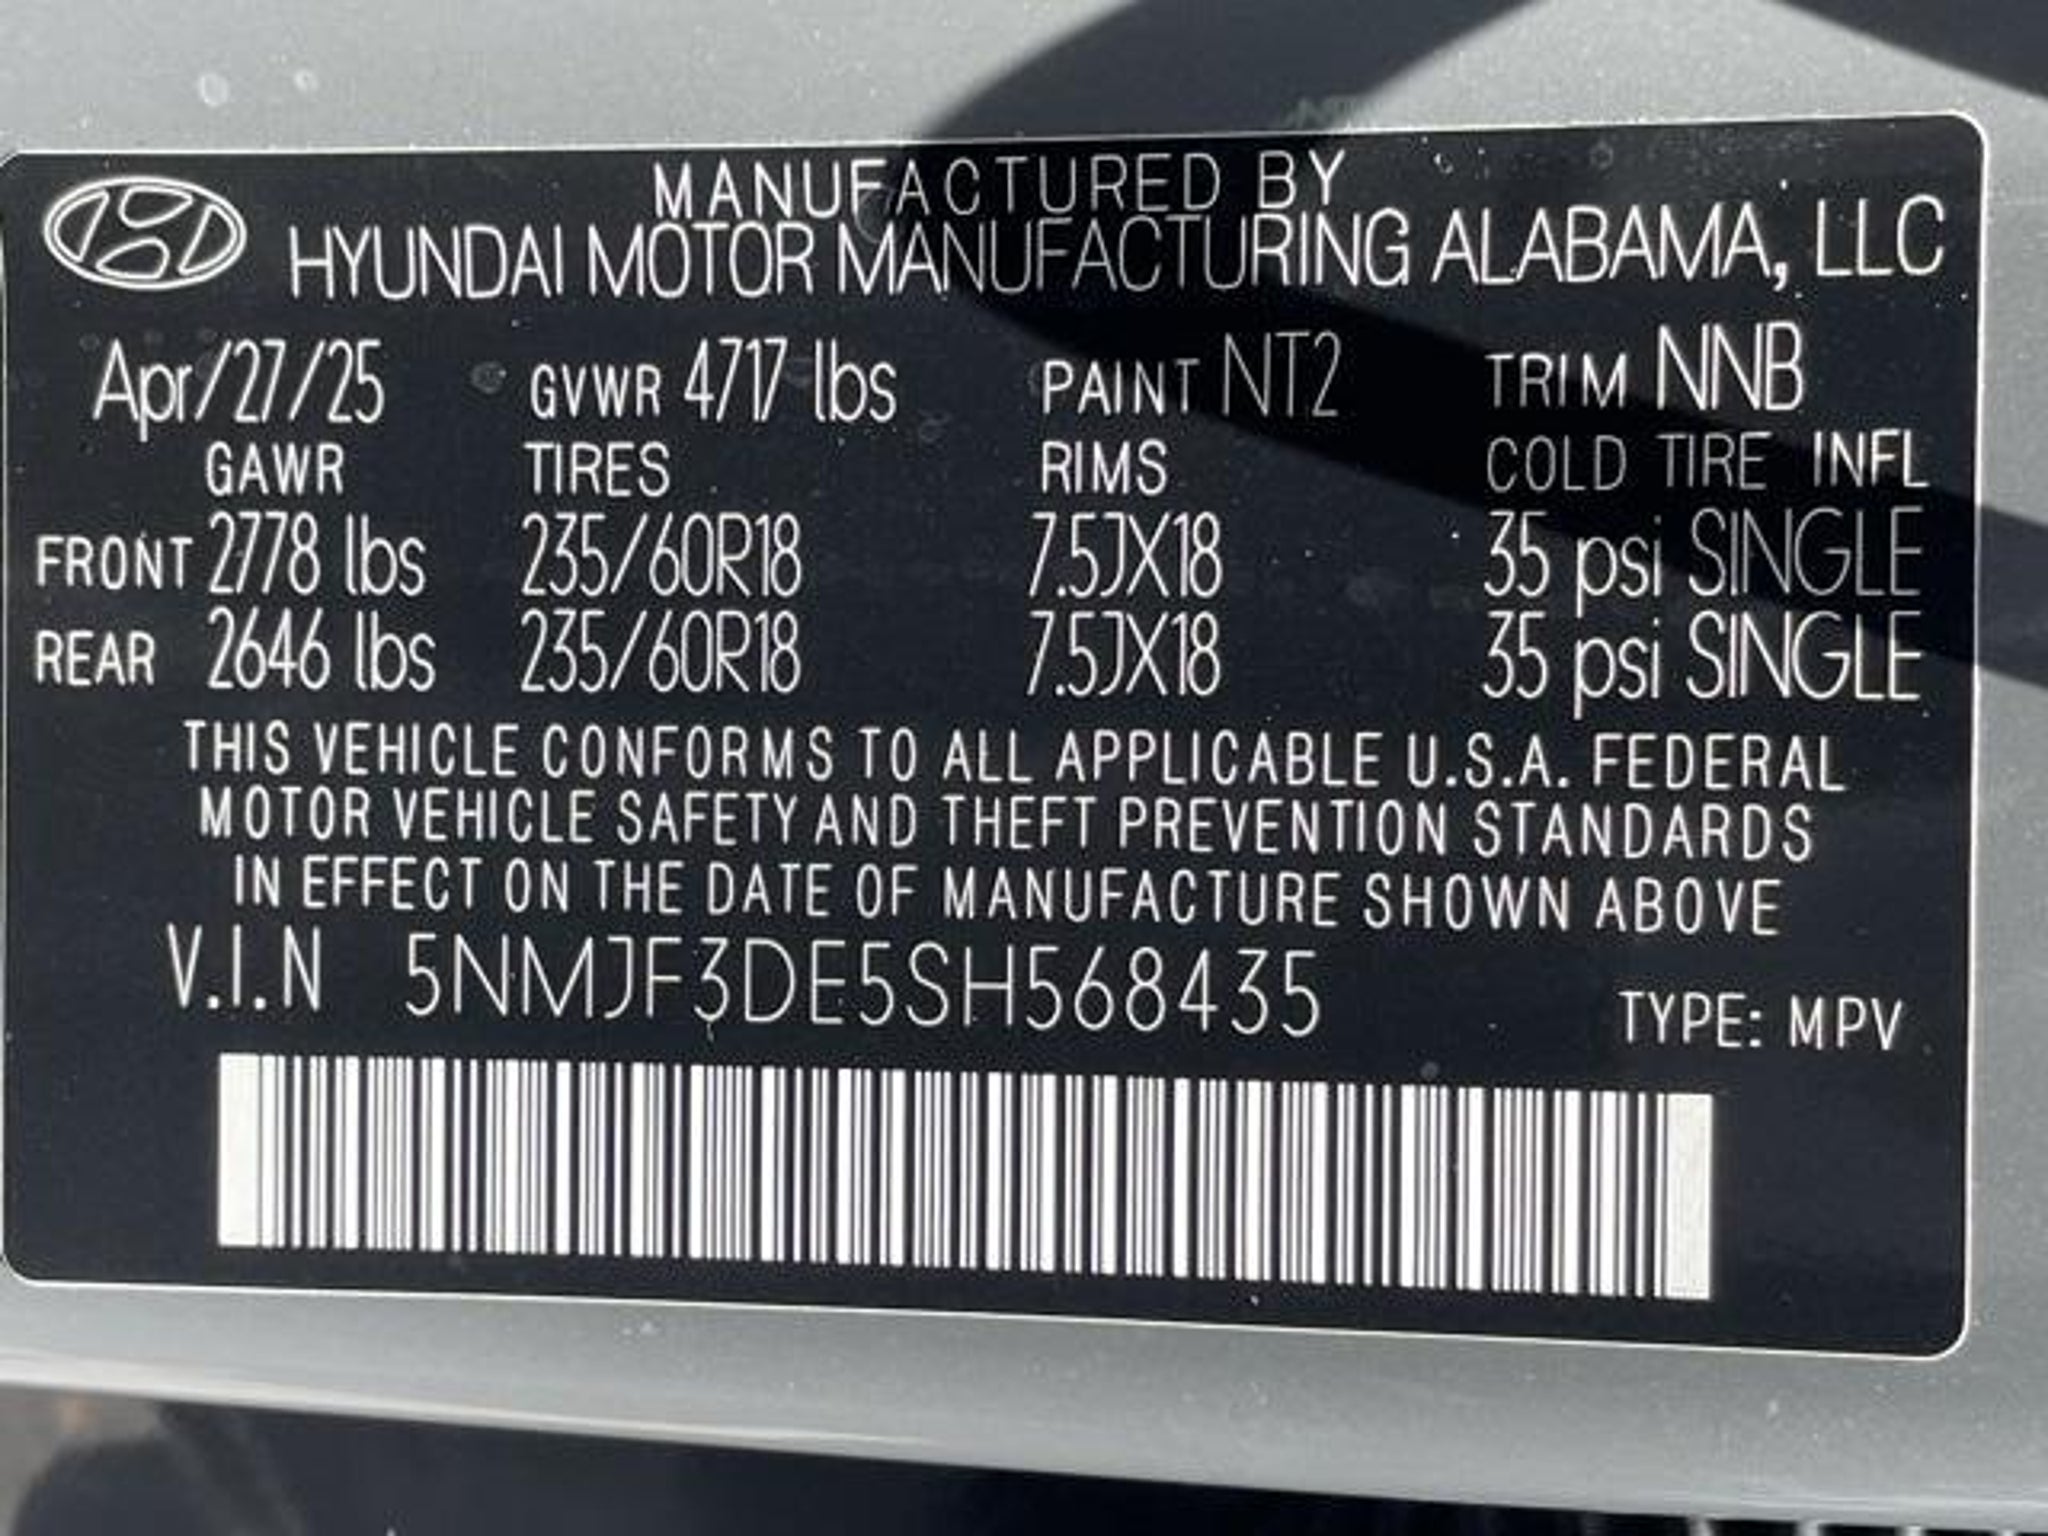 MANUFACTURED BY
HYUNDAI MOTOR MANUFACTURING ALABAMA, LLC
Apr/27/25 GVWR 4717 lbs PAINT NT2 TRIM NNB
GAWR TIRES RIMS COLD TIRE INFL
FRONT 2778 lbs 235/60R18 7.5JX18 35 psi SINGLE
REAR 2646 lbs 235/60R18 7.5JX18 35 psi SINGLE
THIS VEHICLE CONFORMS TO ALL APPLICABLE U.S.A. FEDERAL
MOTOR VEHICLE SAFETY AND THEFT PREVENTION STANDARDS
IN EFFECT ON THE DATE OF MANUFACTURE SHOWN ABOVE
V.I.N 5NMJF3DE5SH568435 TYPE: MPV